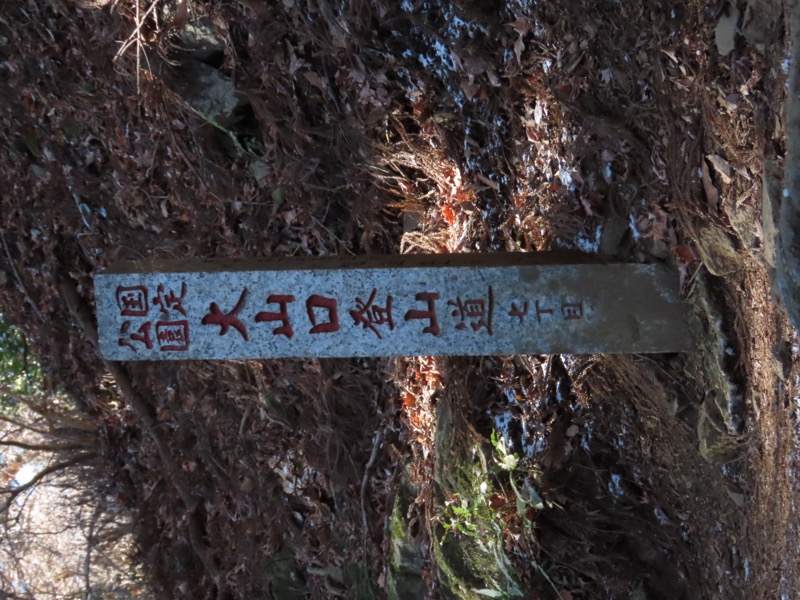 国定
公園
大山口登山道
七丁目